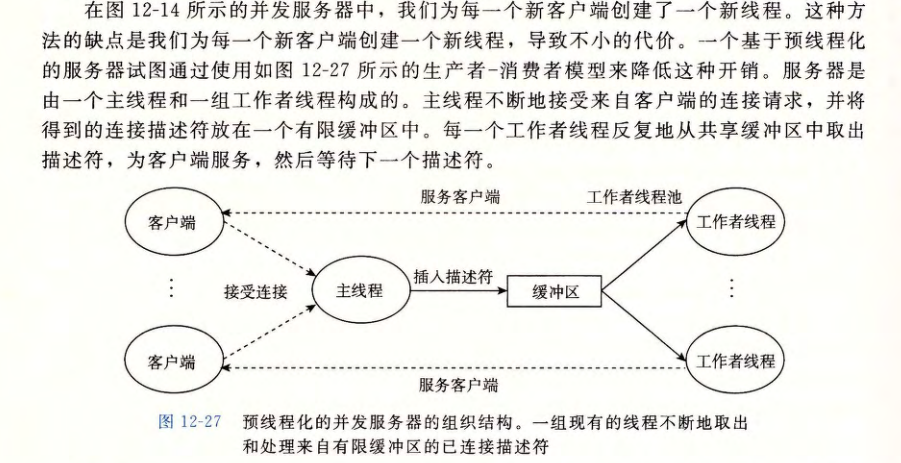 在图 12-14 所示的并发服务器中，我们为每一个新客户端创建了一个新线程。这种方
法的缺点是我们为每一个新客户端创建一个新线程，导致不小的代价。一个基于预线程化
的服务器试图通过使用如图 12-27 所示的生产者-消费者模型来降低这种开销。服务器是
由一个主线程和一组工作者线程构成的。主线程不断地接受来自客户端的连接请求，并将
得到的连接描述符放在一个有限缓冲区中。每一个工作者线程反复地从共享缓冲区中取出
描述符，为客户端服务，然后等待下一个描述符。
服务客户端
工作者线程池
客户端
工作者线程
插入描述符
接受连接
主线程
缓冲区
客户端
工作者线程
服务客户端
图 12-27 预线程化的并发服务器的组织结构。一组现有的线程不断地取出
和处理来自有限缓冲区的已连接描述符